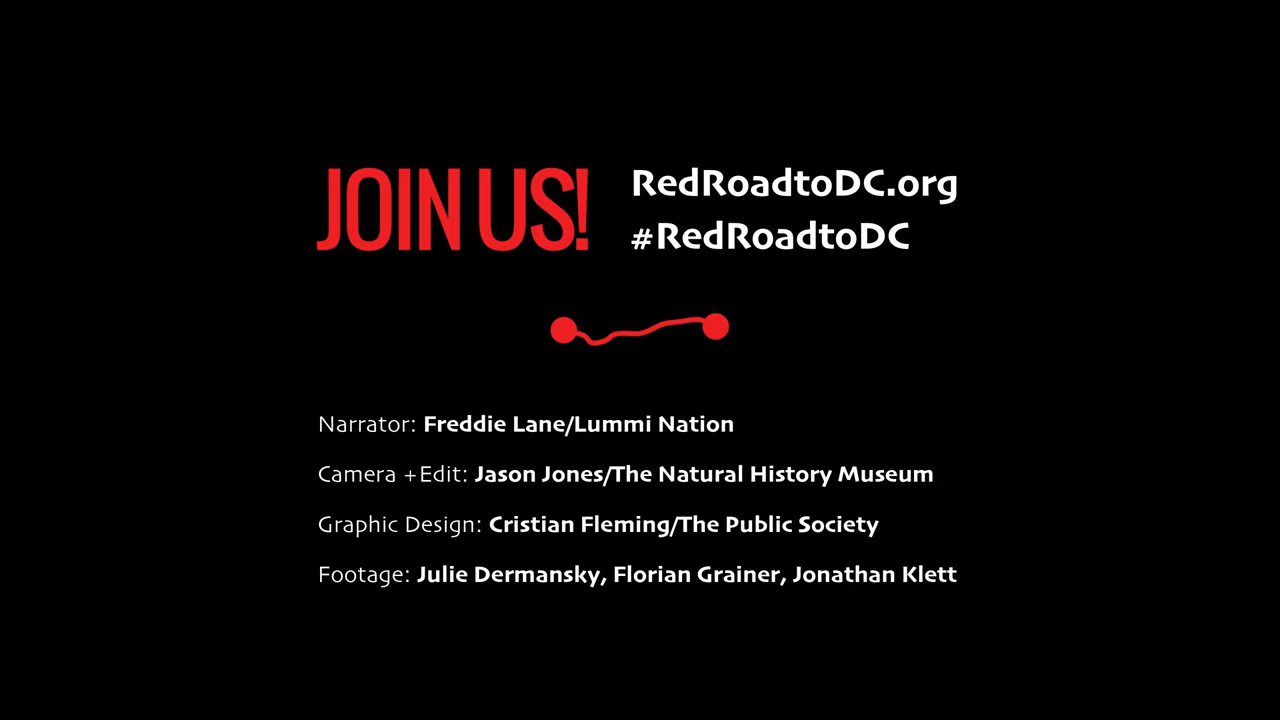 JOIN US!
RedRoadtoDC.org
#RedRoadtoDC
Narrator: Freddie Lane/Lummi Nation
Camera +Edit: Jason Jones/The Natural History Museum
Graphic Design: Cristian Fleming/The Public Society
Footage: Julie Dermansky, Florian Grainer, Jonathan Klett